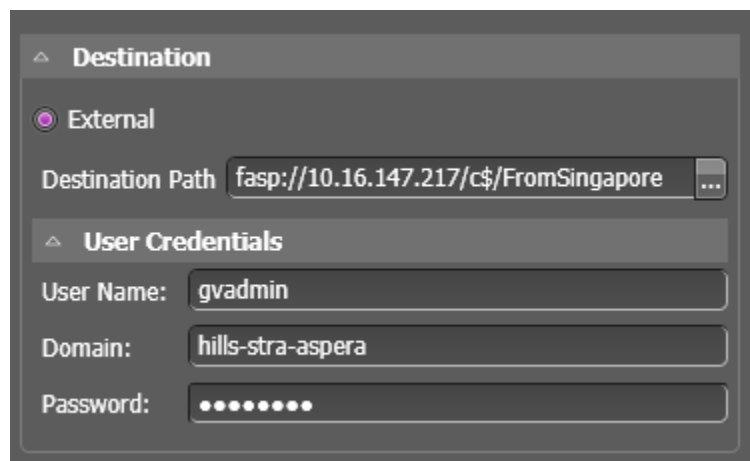 Destination
External
Destination Path fasp://10.16.147.217/c$/FromSingapore ...
User Credentials
User Name: gvadmin
Domain: hills-stra-aspera
Password: ●●●●●●●●